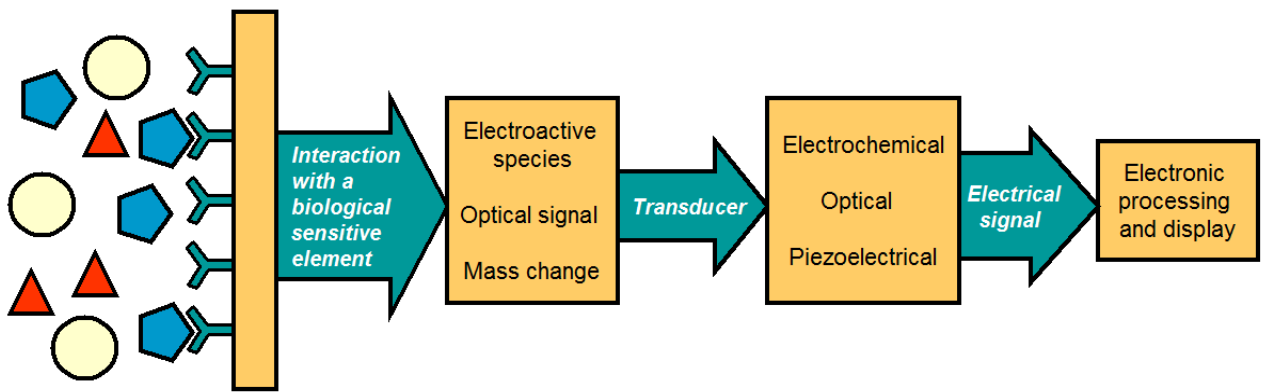 Interaction
with a
biological
sensitive
element
Electroactive
species
Optical signal
Mass change
Transducer
Electrochemical
Optical
Piezoelectrical
Electrical
signal
Electronic
processing
and display